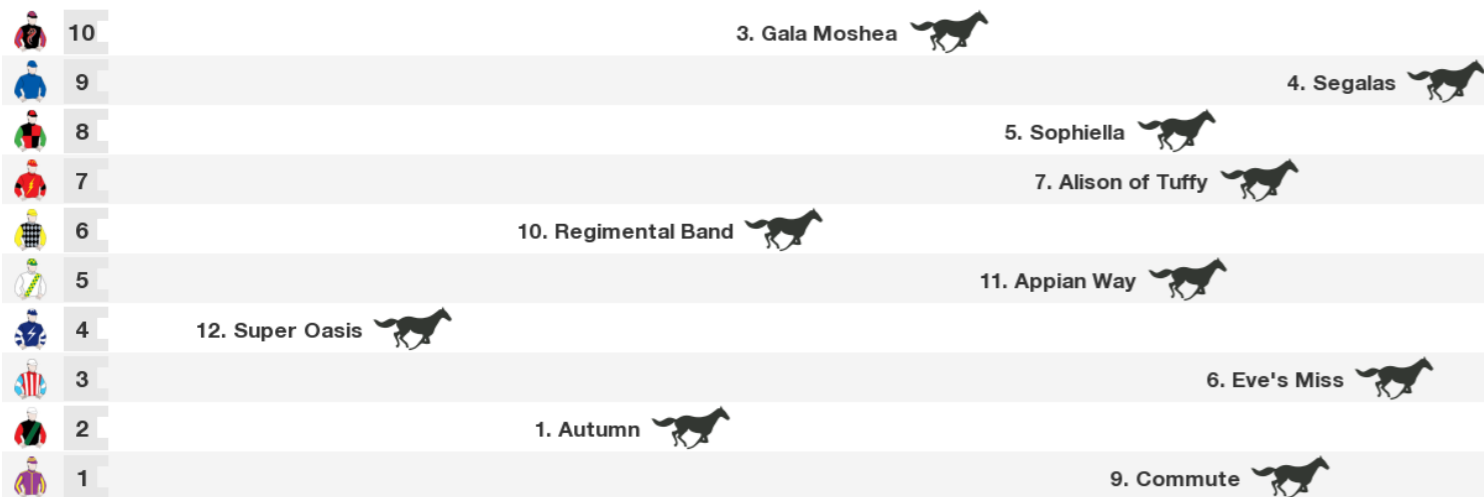 10 3. Gala Moshea
9 4. Segalas
8 5. Sophiella
7 7. Alison of Tuffy
6 10. Regimental Band
5 11. Appian Way
4 12. Super Oasis
3 6. Eve's Miss
2 1. Autumn
1 9. Commute